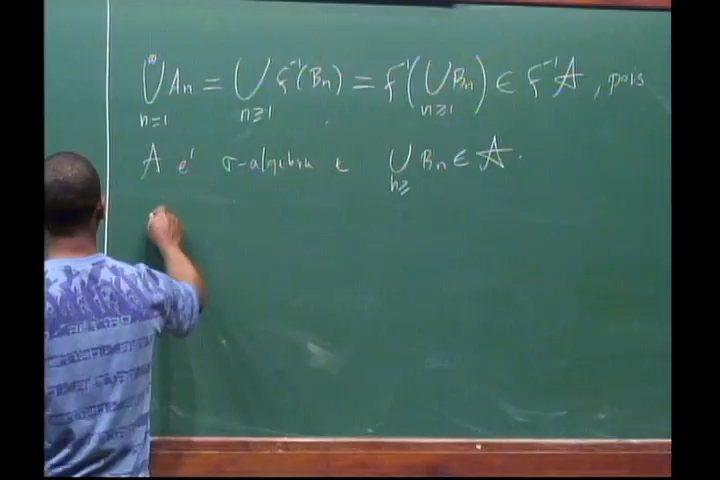 ⋃_{n=1}^{∞} An = ⋃_{n≥1} f⁻¹(Bn) = f⁻¹(⋃_{n≥1} Bn) ∈ f⁻¹𝒜, pois
𝒜 é σ-algebra e ⋃_{n≥} Bn ∈ 𝒜.